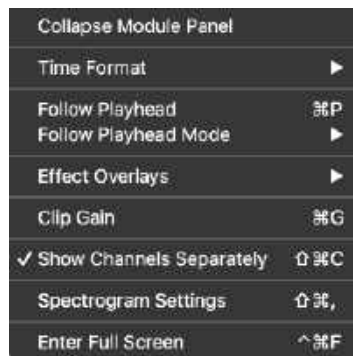 Collapse Module Panel
Time Format ▶
Follow Playhead ⌘P
Follow Playhead Mode ▶
Effect Overlays ▶
Clip Gain ⌘G
✓ Show Channels Separately ⇧⌘C
Spectrogram Settings ⇧⌘,
Enter Full Screen ^⌘F